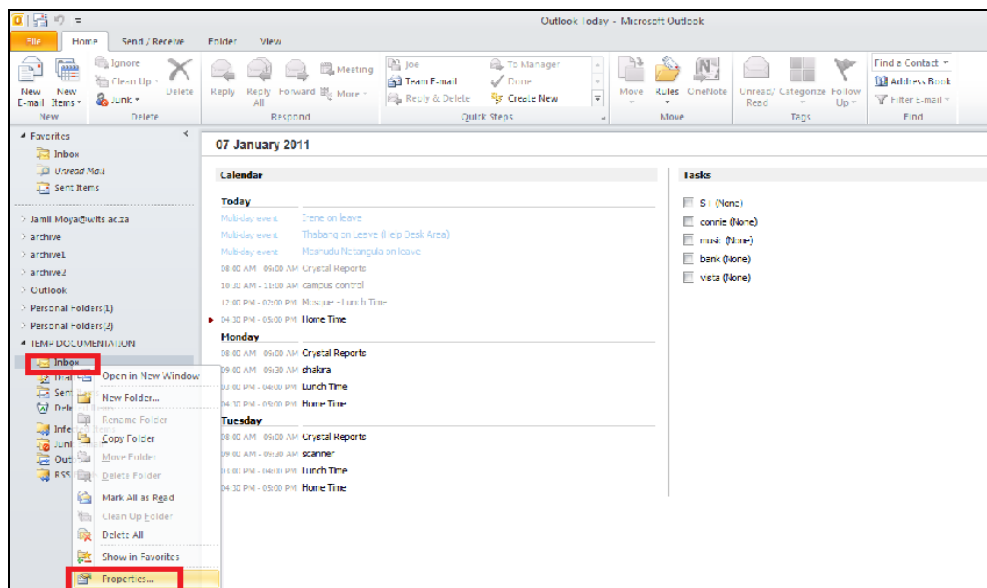 Outlook Today - Microsoft Outlook
File Home Send / Receive Folder View
Ignore
Clean Up
Junk
New E-mail
New Items
Delete
Reply
Reply All
Forward
Meeting
More
Joe
Team E-mail
Reply & Delete
To Manager
Done
Create New
Move
Rules
OneNote
Unread/ Read
Categorize
Follow Up
Find a Contact
Address Book
Filter E-mail
New Delete Respond Quick Steps Move Tags Find
Favorites
Inbox
Unread Mail
Sent Items
Jamil.Moya@wits.ac.za
archive
archive1
archive2
Outlook
Personal Folders(1)
Personal Folders(2)
TEMP DOCUMENTATION
Inbox
Open in New Window
New Folder...
Rename Folder
Copy Folder
Move Folder
Delete Folder
Mark All as Read
Clean Up Folder
Delete All
Show in Favorites
Properties...
07 January 2011
Calendar
Today
Multi-day event Irene on leave
Multi-day event Thabang on Leave (Help Desk Area)
Multi-day event on leave
08:00 AM - 09:00 AM Crystal Reports
10:30 AM - 11:00 AM campus control
12:00 PM - 02:00 PM Mosque - Lunch Time
04:30 PM - 05:00 PM Home Time
Monday
08:00 AM - 09:00 AM Crystal Reports
09:00 AM - 09:30 AM chakra
03:00 PM - 04:00 PM Lunch Time
04:30 PM - 05:00 PM Home Time
Tuesday
08:00 AM - 09:00 AM Crystal Reports
09:00 AM - 09:30 AM scanner
03:00 PM - 04:00 PM Lunch Time
04:30 PM - 05:00 PM Home Time
Tasks
(None)
connie (None)
music (None)
bank (None)
vista (None)